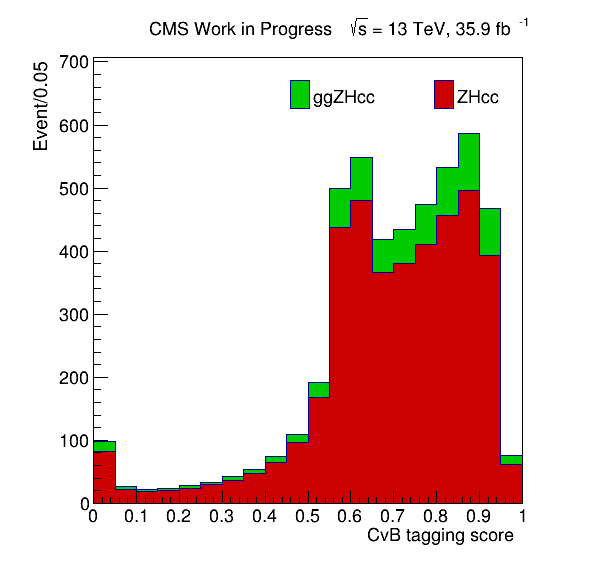 CMS Work in Progress √s = 13 TeV, 35.9 fb -1
Event/0.05
700
600
500
400
300
200
100
0
ggZHcc ZHcc
0 0.1 0.2 0.3 0.4 0.5 0.6 0.7 0.8 0.9 1
CvB tagging score